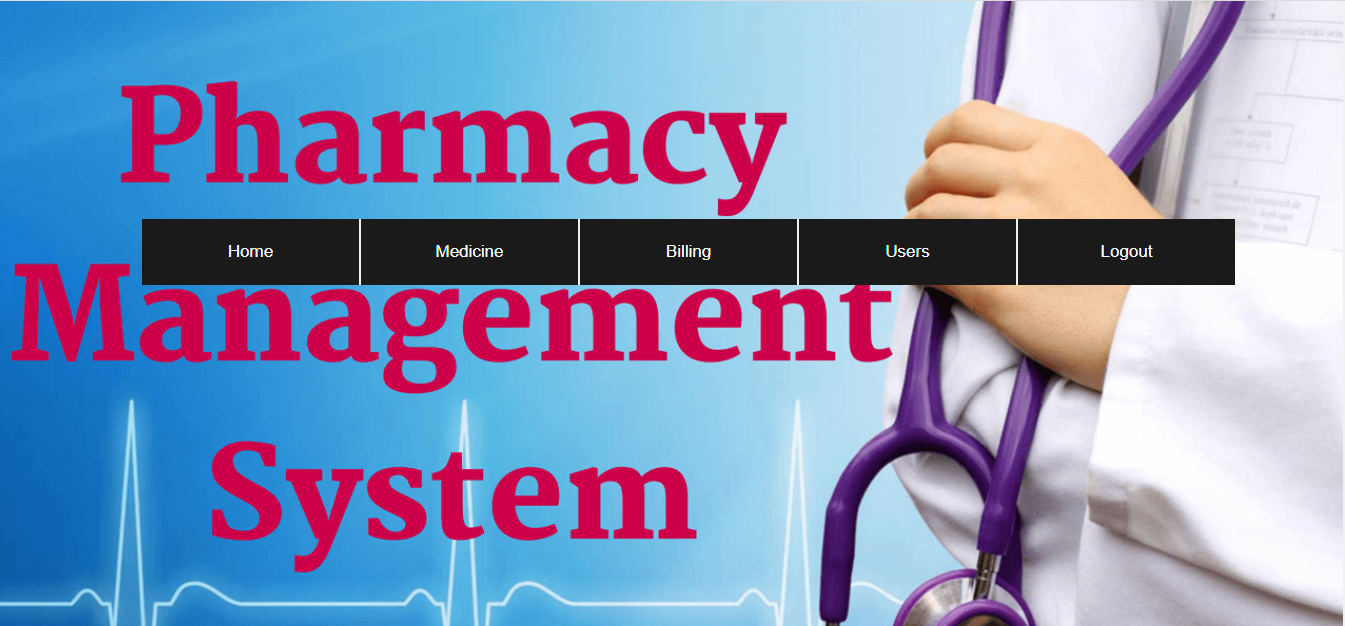 Pharmacy
Home Medicine Billing Users Logout
Management
System